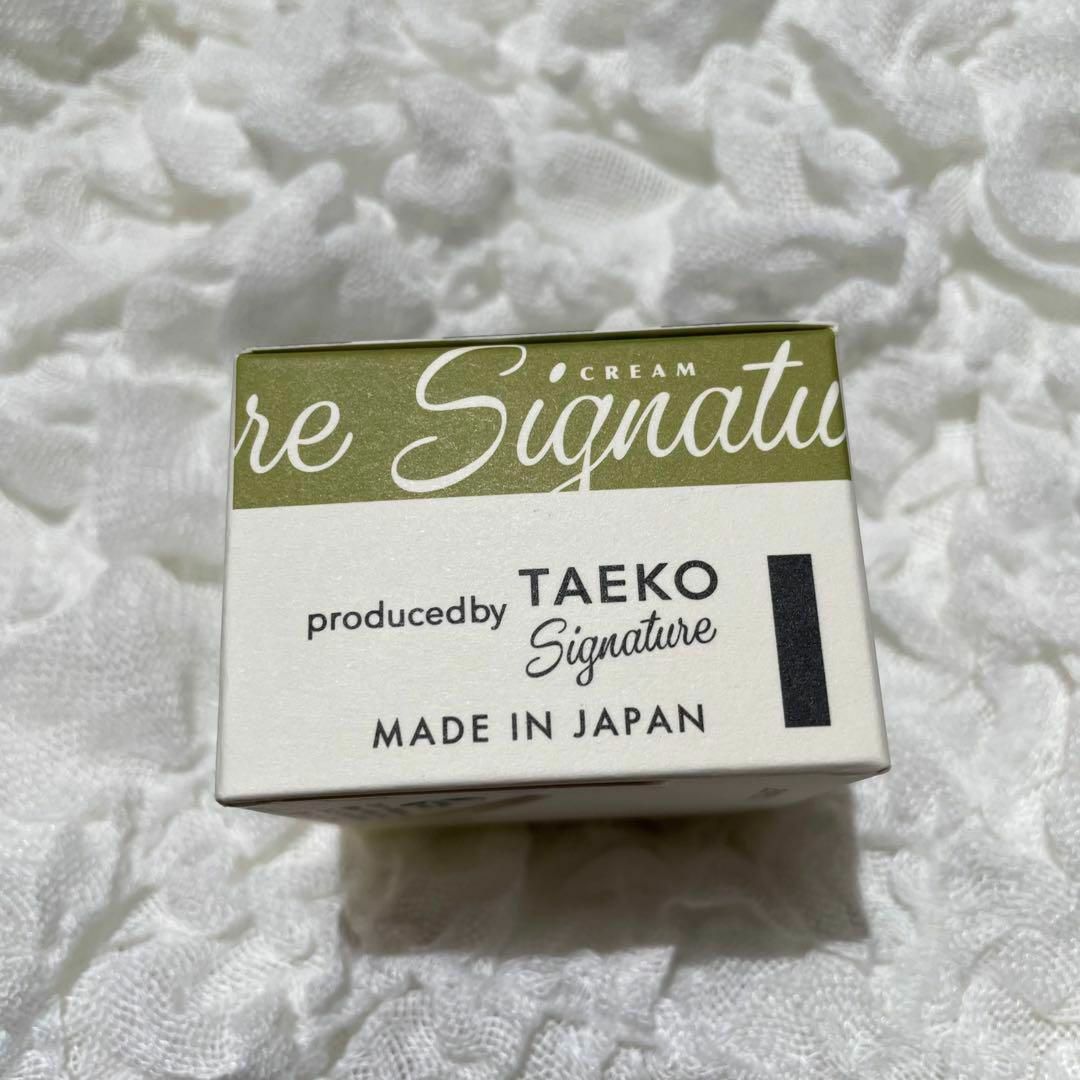 CREAM
re Signatu
producedby TAEKO
Signature
MADE IN JAPAN